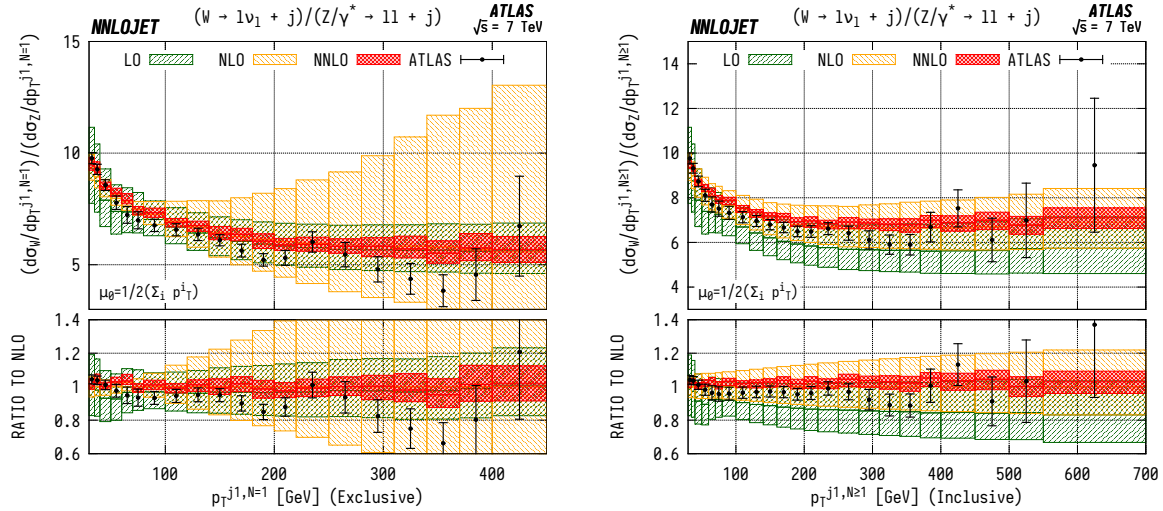 NNLOJET (W → lν_l + j)/(Z/γ* → ll + j) ATLAS
√s = 7 TeV
LO NLO NNLO ATLAS
(dσ_W/dp_T^{j1,N=1})/(dσ_Z/dp_T^{j1,N=1})
15
10
5
μ₀=1/2(Σ_i p^i_T)
RATIO TO NLO
1.4
1.2
1
0.8
0.6
100 200 300 400
p_T^{j1,N=1} [GeV] (Exclusive)
NNLOJET (W → lν_l + j)/(Z/γ* → ll + j) ATLAS
√s = 7 TeV
LO NLO NNLO ATLAS
(dσ_W/dp_T^{j1,N≥1})/(dσ_Z/dp_T^{j1,N≥1})
14
12
10
8
6
4
μ₀=1/2(Σ_i p^i_T)
RATIO TO NLO
1.4
1.2
1
0.8
0.6
100 200 300 400 500 600 700
p_T^{j1,N≥1} [GeV] (Inclusive)